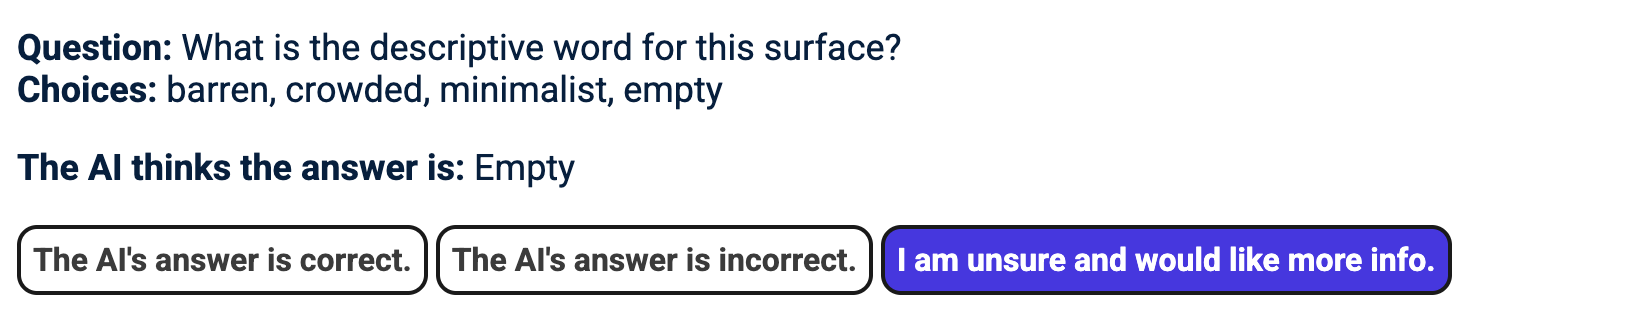 Question: What is the descriptive word for this surface?
Choices: barren, crowded, minimalist, empty
The AI thinks the answer is: Empty
The AI's answer is correct. The AI's answer is incorrect. I am unsure and would like more info.